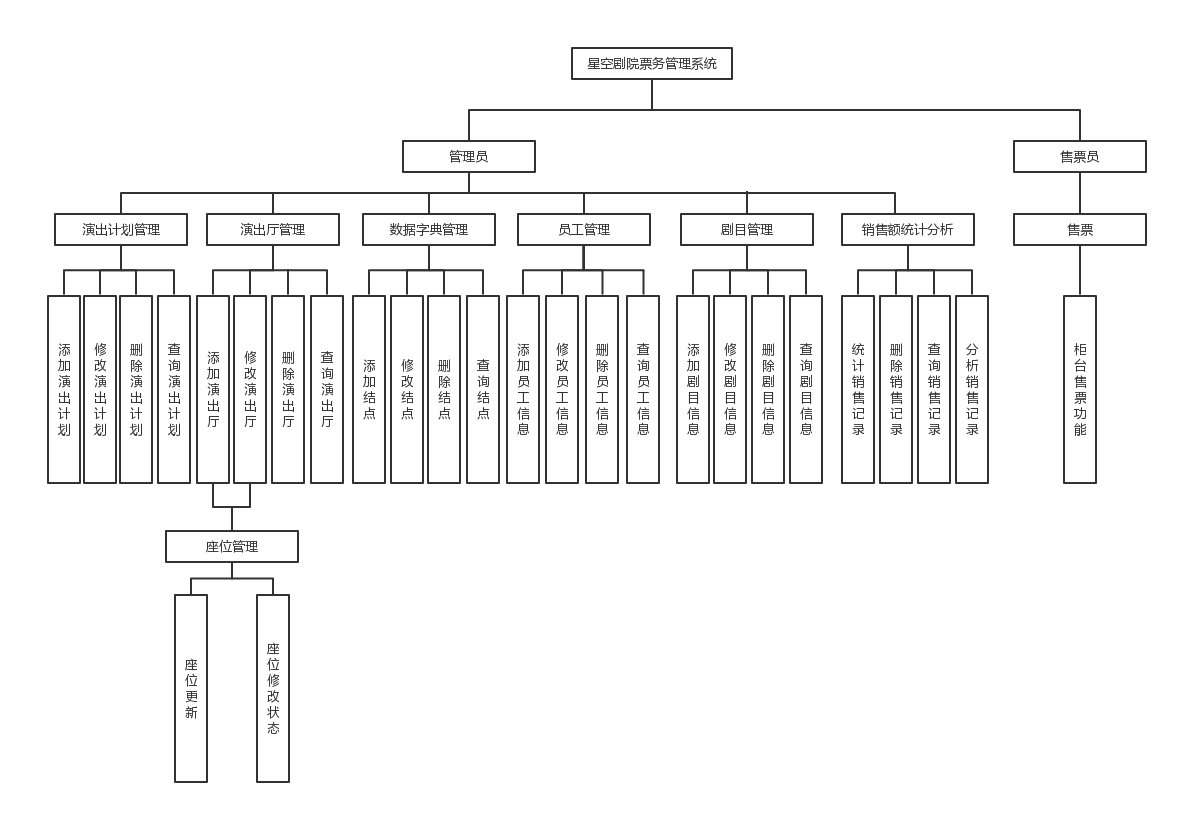 星空剧院票务管理系统
管理员
售票员
演出计划管理
演出厅管理
数据字典管理
员工管理
剧目管理
销售额统计分析
售票
添加演出计划
修改演出计划
删除演出计划
查询演出计划
添加演出厅
修改演出厅
删除演出厅
查询演出厅
添加结点
修改结点
删除结点
查询结点
添加员工信息
修改员工信息
删除员工信息
查询员工信息
添加剧目信息
修改剧目信息
删除剧目信息
查询剧目信息
统计销售记录
删除销售记录
查询销售记录
分析销售记录
柜台售票功能
座位管理
座位更新
座位修改状态